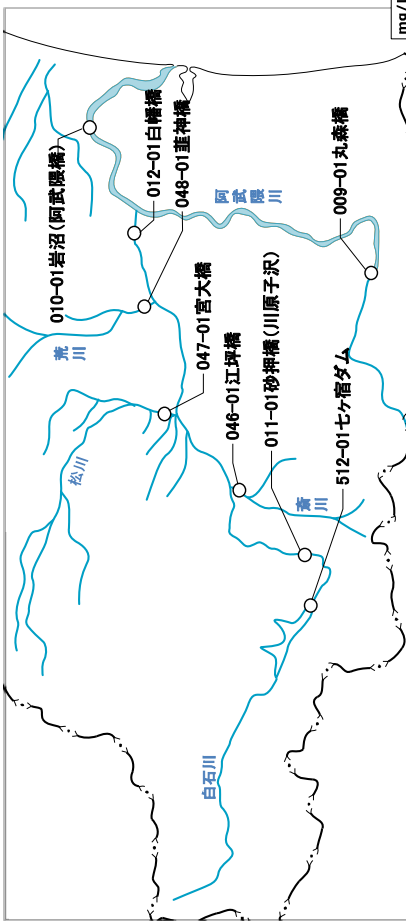 010-01岩沼(阿武隈橋)
012-01白幡橋
048-01韮神橋
阿武隈川
009-01丸森橋
荒川
047-01宮大橋
046-01江坪橋
011-01砂押橋(川原子沢)
512-01七ヶ宿ダム
松川
斎川
白石川